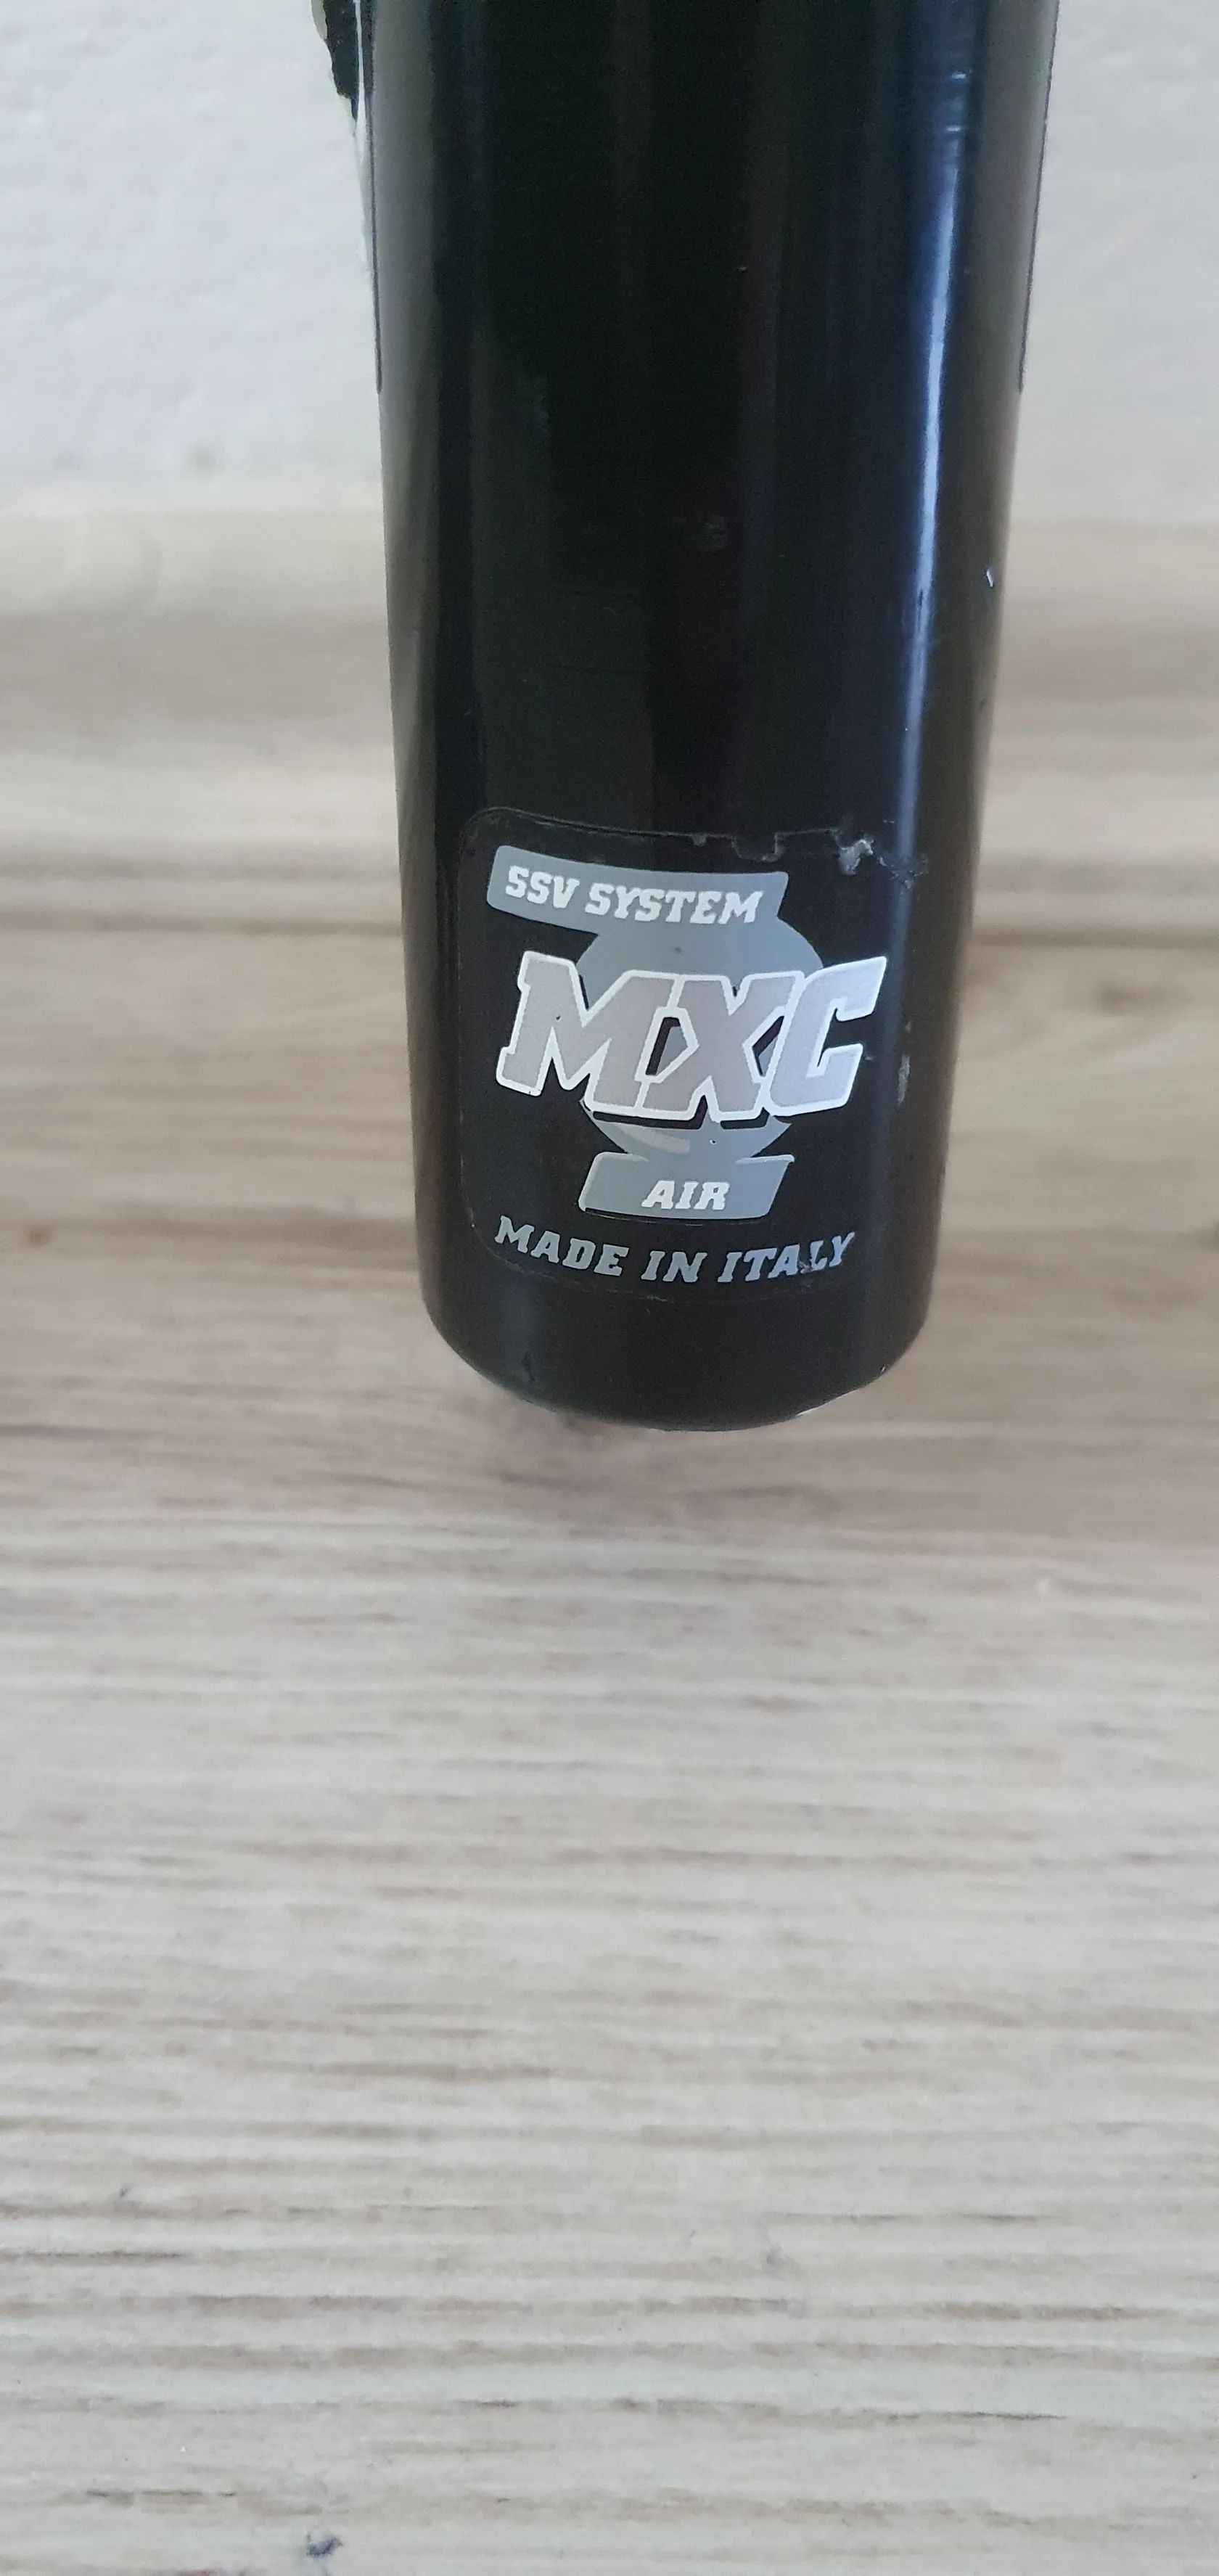 SSV SYSTEM
MXC
AIR
MADE IN ITALY